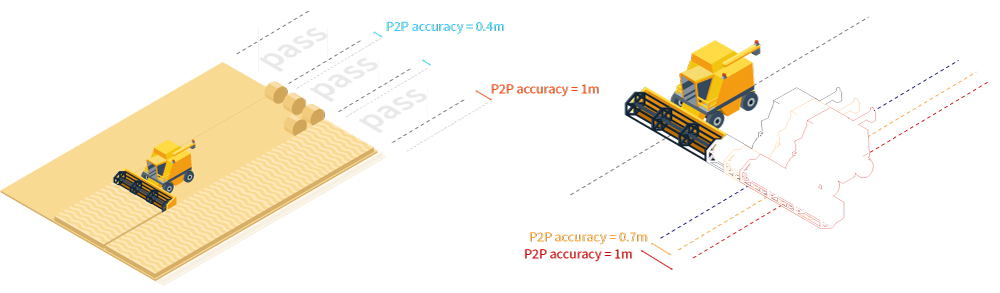 pass
P2P accuracy = 0.4m
pass
pass
P2P accuracy = 1m
P2P accuracy = 0.7m
P2P accuracy = 1m